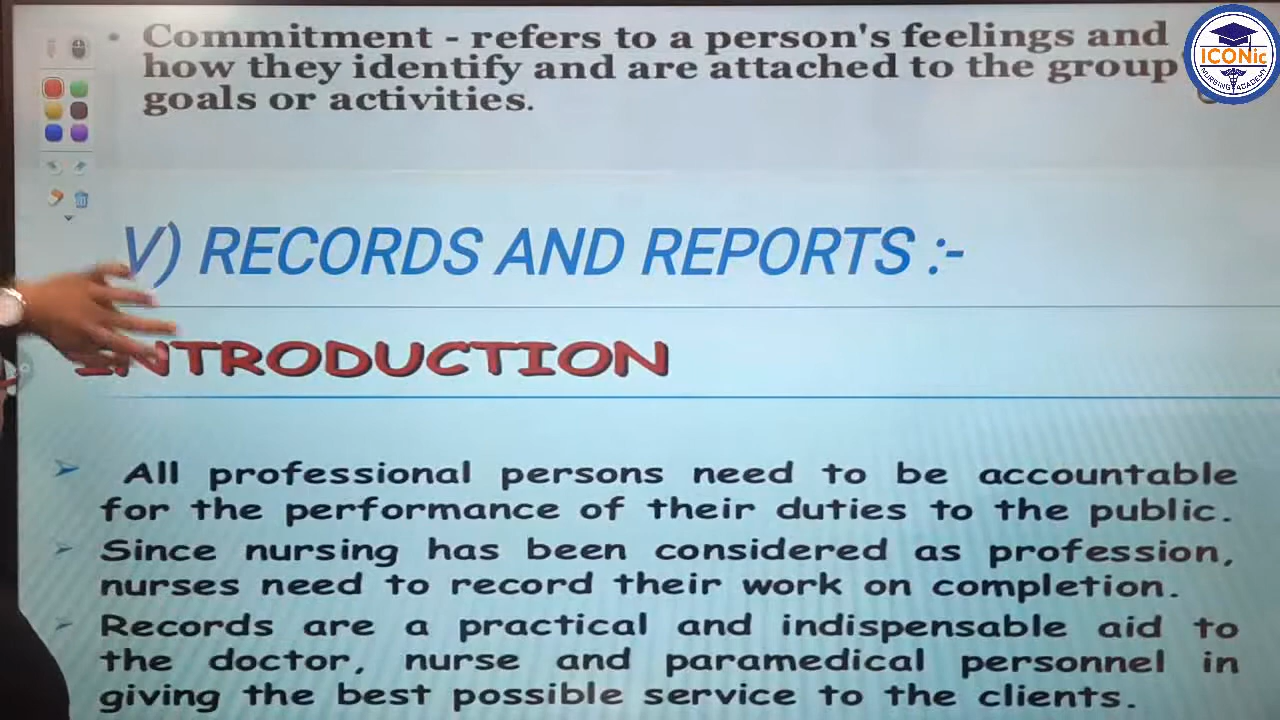 • Commitment - refers to a person's feelings and
how they identify and are attached to the group
goals or activities.
ICONic
NURSING ACADEMY
V) RECORDS AND REPORTS :-
INTRODUCTION
➢ All professional persons need to be accountable
for the performance of their duties to the public.
➢ Since nursing has been considered as profession,
nurses need to record their work on completion.
➢ Records are a practical and indispensable aid to
the doctor, nurse and paramedical personnel in
giving the best possible service to the clients.